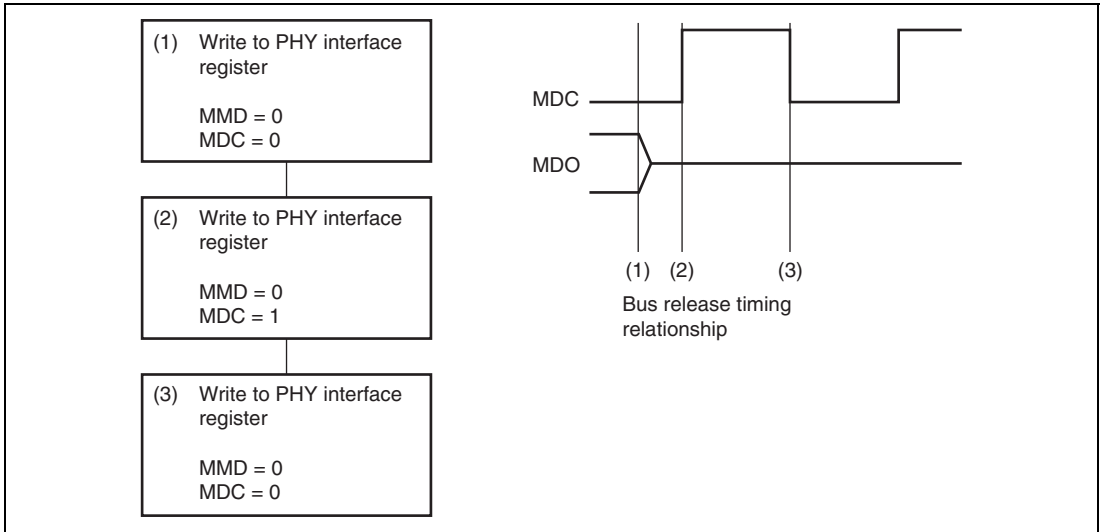 (1) Write to PHY interface
register
MMD = 0
MDC = 0
(2) Write to PHY interface
register
MMD = 0
MDC = 1
(3) Write to PHY interface
register
MMD = 0
MDC = 0
MDC
MDO
(1) (2) (3)
Bus release timing
relationship